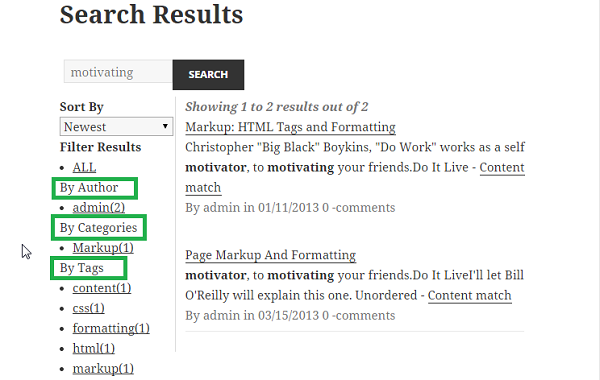 Search Results
motivating
SEARCH
Sort By
Newest
Filter Results
ALL
By Author
admin(2)
By Categories
Markup(1)
By Tags
content(1)
css(1)
formatting(1)
html(1)
markup(1)
Showing 1 to 2 results out of 2
Markup: HTML Tags and Formatting
Christopher "Big Black" Boykins, "Do Work" works as a self
motivator, to motivating your friends.Do It Live - Content
match
By admin in 01/11/2013 0 -comments
Page Markup And Formatting
motivator, to motivating your friends.Do It LiveI'll let Bill
O'Reilly will explain this one. Unordered - Content match
By admin in 03/15/2013 0 -comments